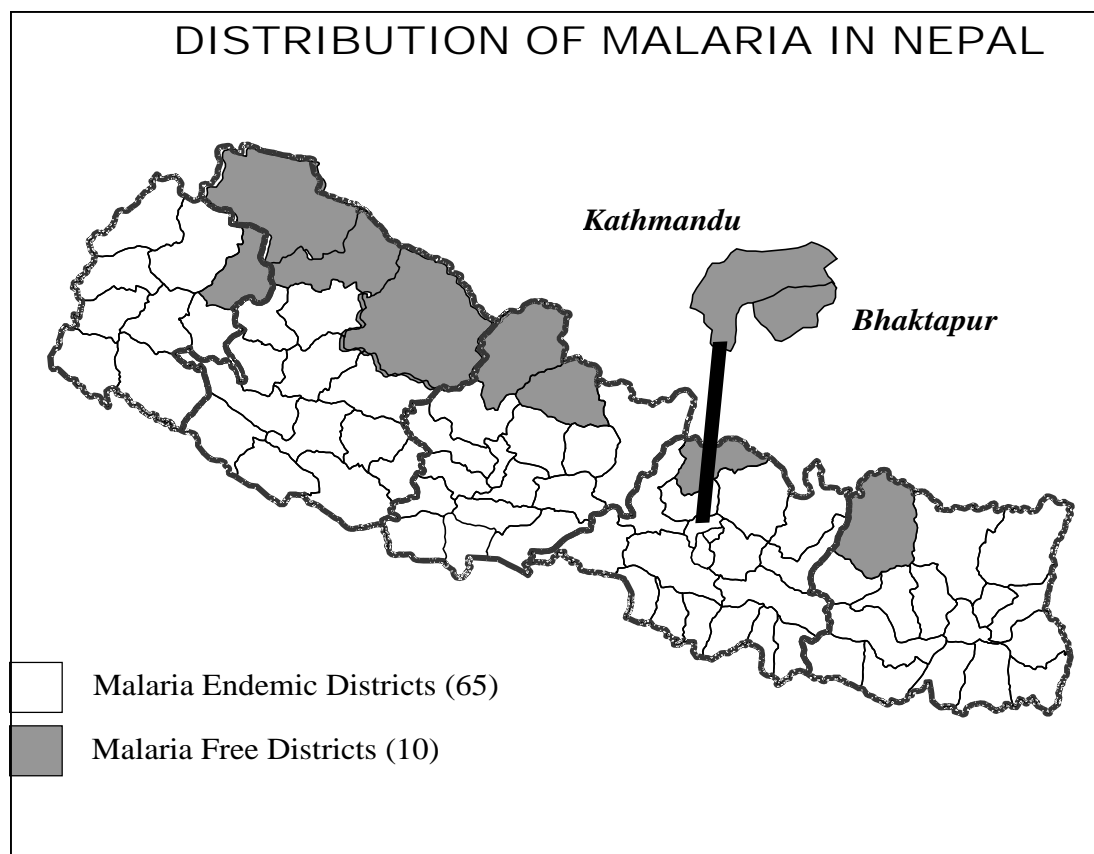 DISTRIBUTION OF MALARIA IN NEPAL
Kathmandu
Bhaktapur
Malaria Endemic Districts (65)
Malaria Free Districts (10)